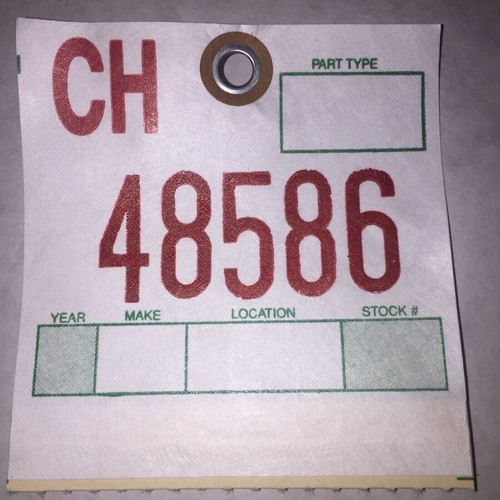 CH
PART TYPE
48586
YEAR MAKE LOCATION STOCK #